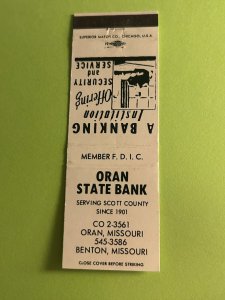 SUPERIOR MATCH CO., CHICAGO, U.S.A.
A BANKING
Institution
Offering
SECURITY
and
SERVICE
MEMBER F. D. I. C.
ORAN
STATE BANK
SERVING SCOTT COUNTY
SINCE 1901
CO 2-3561
ORAN, MISSOURI
545-3586
BENTON, MISSOURI
CLOSE COVER BEFORE STRIKING